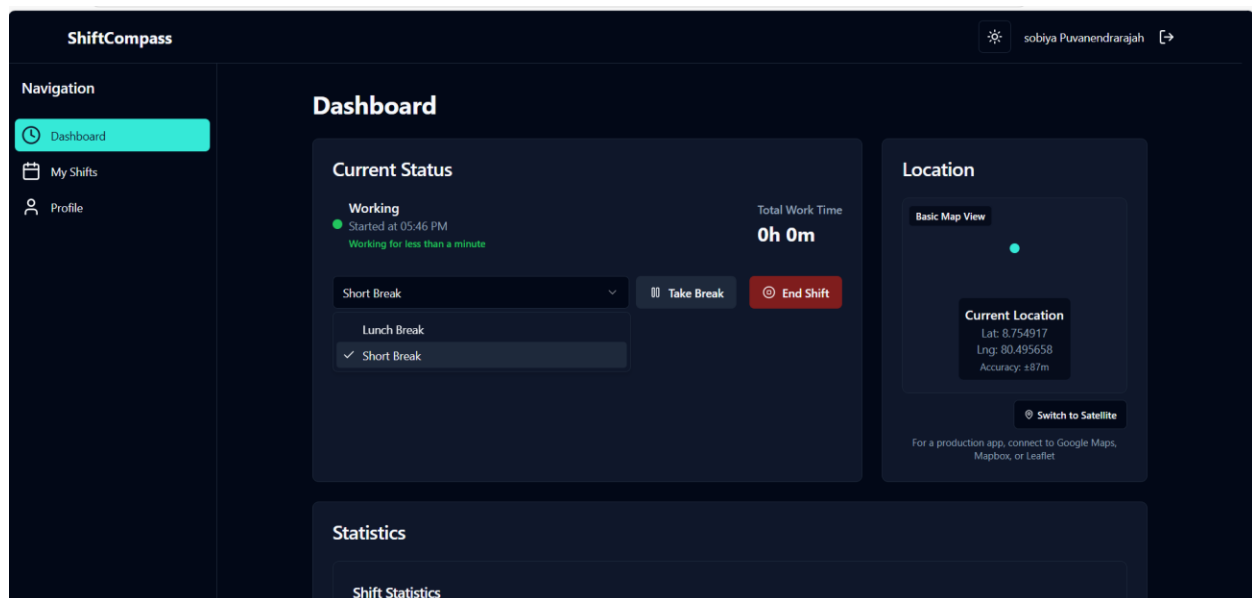 ShiftCompass
sobiya Puvanendrarajah
Navigation
Dashboard
My Shifts
Profile
Dashboard
Current Status
Working
Started at 05:46 PM
Working for less than a minute
Total Work Time
0h 0m
Short Break
Take Break
End Shift
Lunch Break
Short Break
Location
Basic Map View
Current Location
Lat: 8.754917
Lng: 80.495658
Accuracy: ±87m
Switch to Satellite
For a production app, connect to Google Maps,
Mapbox, or Leaflet
Statistics
Shift Statistics